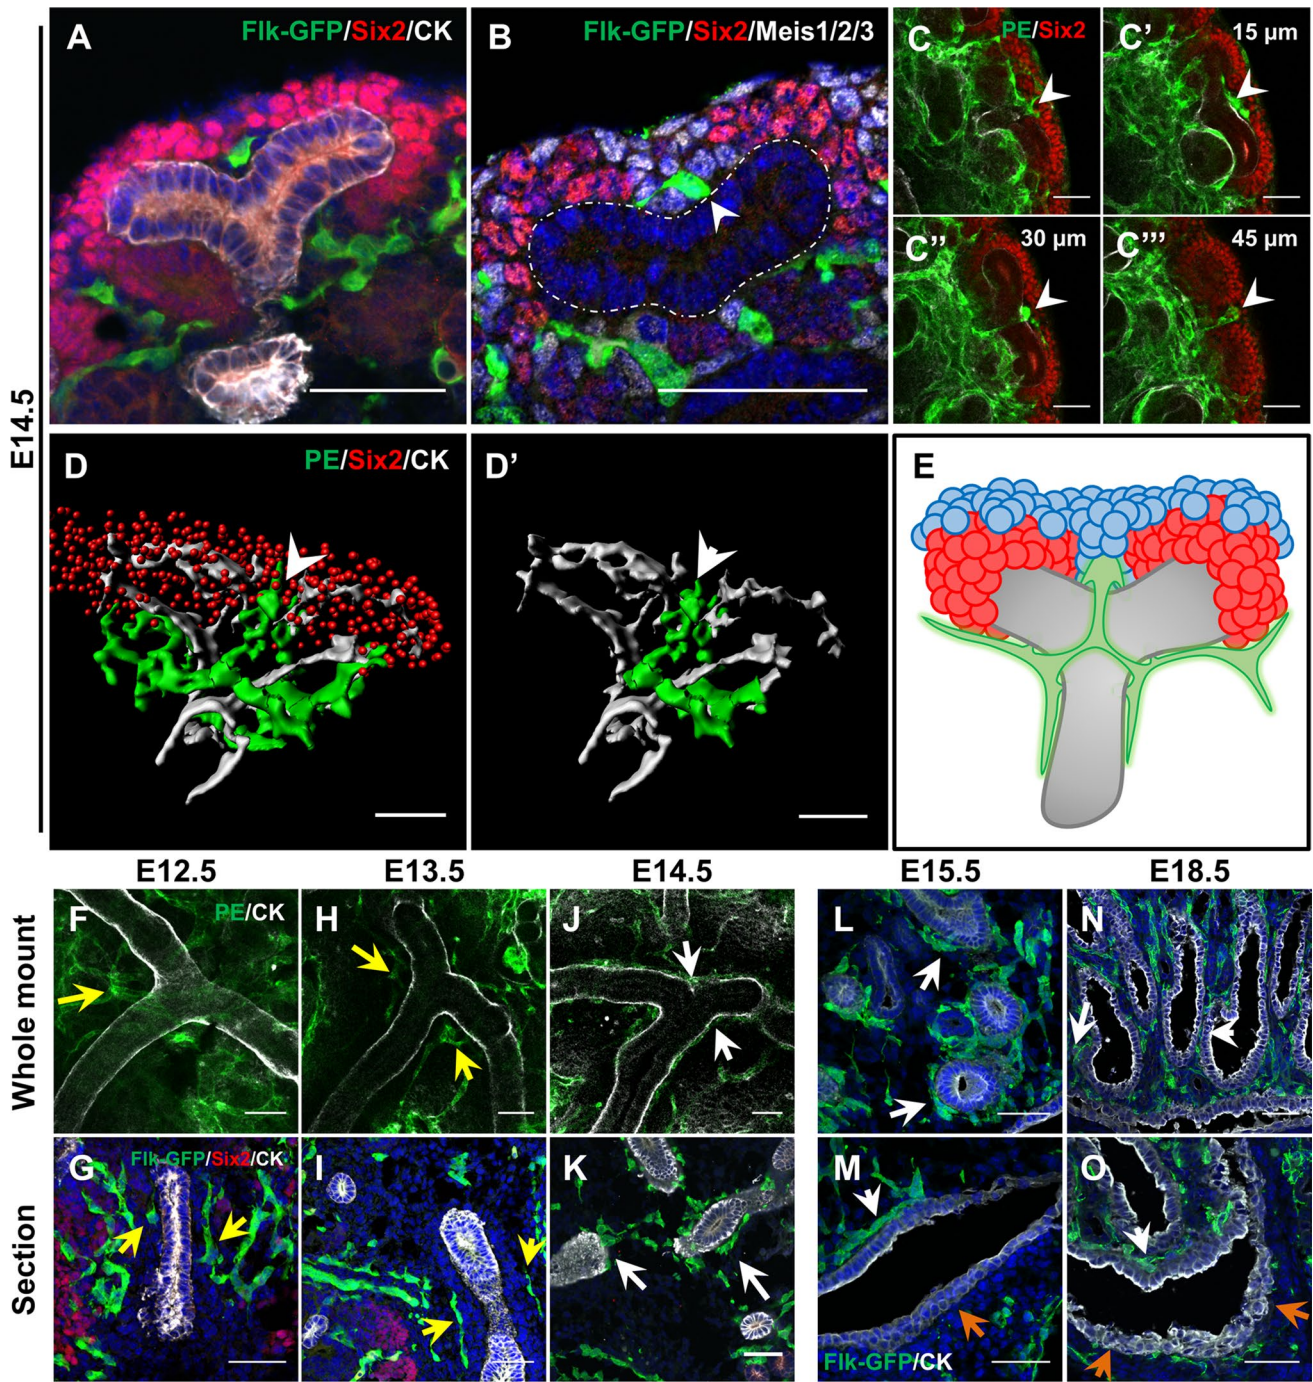 E14.5
A
Flk-GFP/Six2/CK
B
Flk-GFP/Six2/Meis1/2/3
C
PE/Six2
C'
15 μm
C''
30 μm
C'''
45 μm
D
PE/Six2/CK
D'
E
E12.5
E13.5
E14.5
E15.5
E18.5
Whole mount
F
PE/CK
H
J
L
N
Section
G
Flk-GFP/Six2/CK
I
K
M
Flk-GFP/CK
O